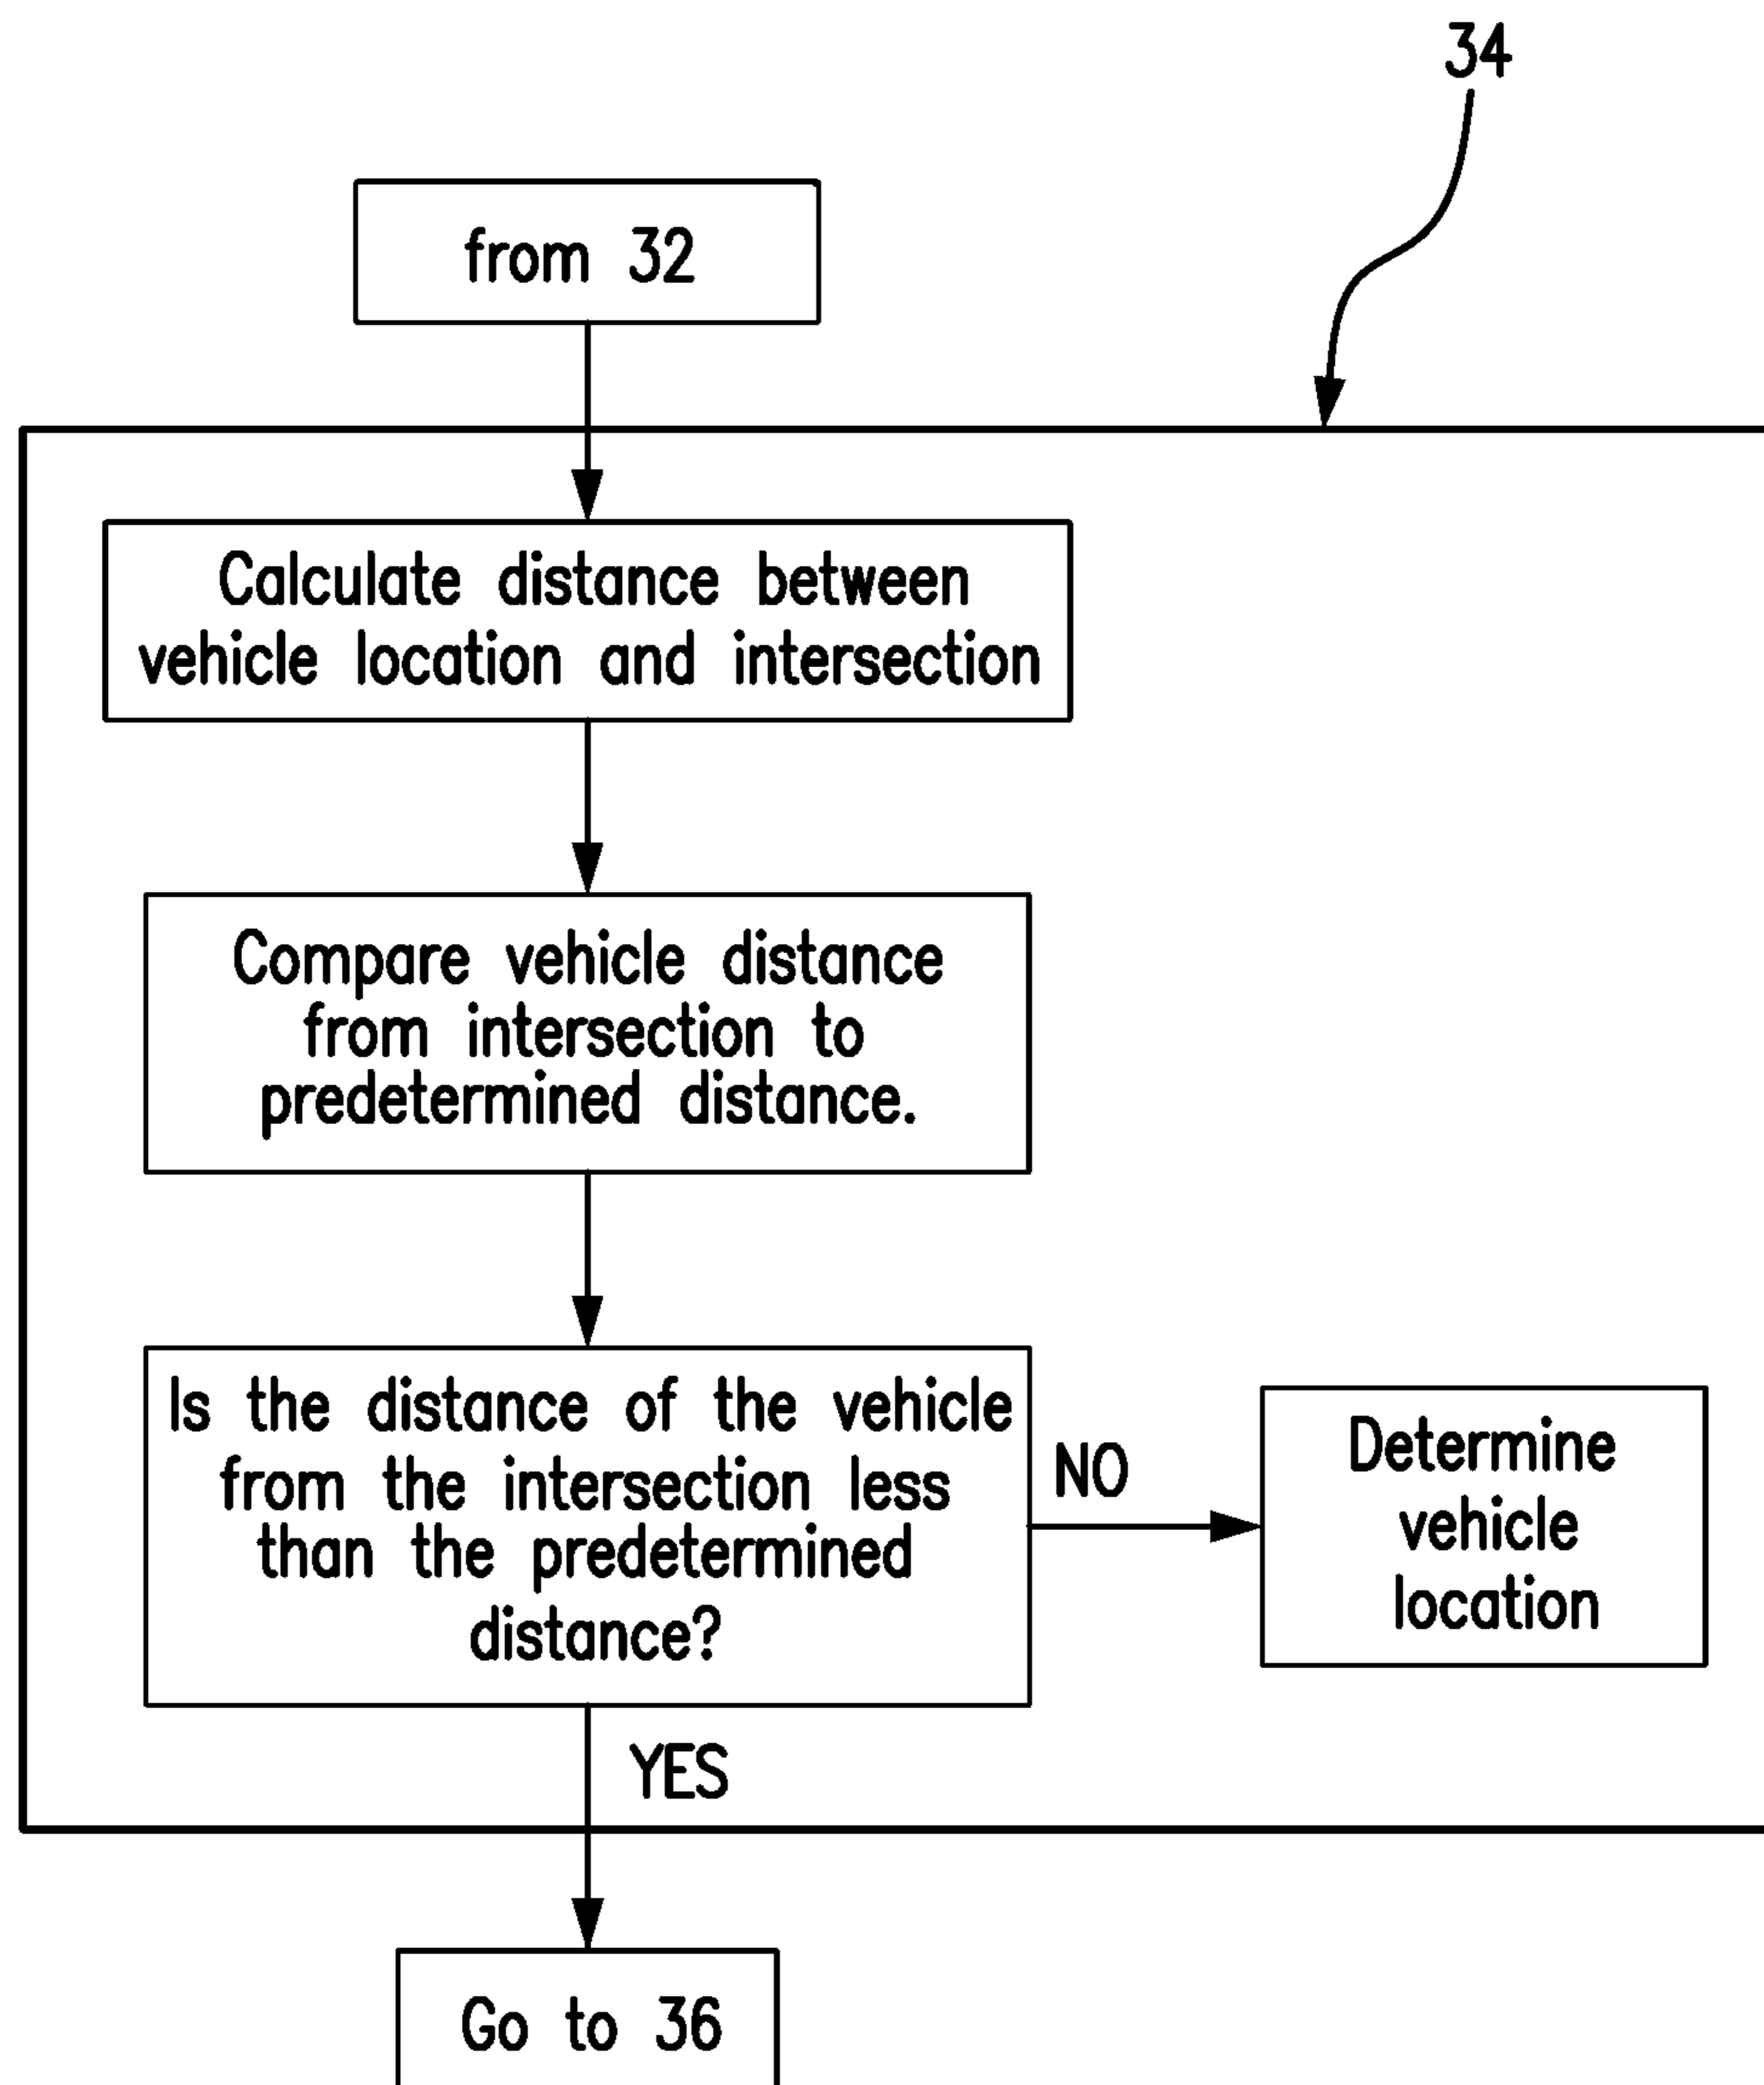 34
from 32
Calculate distance between
vehicle location and intersection
Compare vehicle distance
from intersection to
predetermined distance.
Is the distance of the vehicle
from the intersection less
than the predetermined
distance?
NO
Determine
vehicle
location
YES
Go to 36